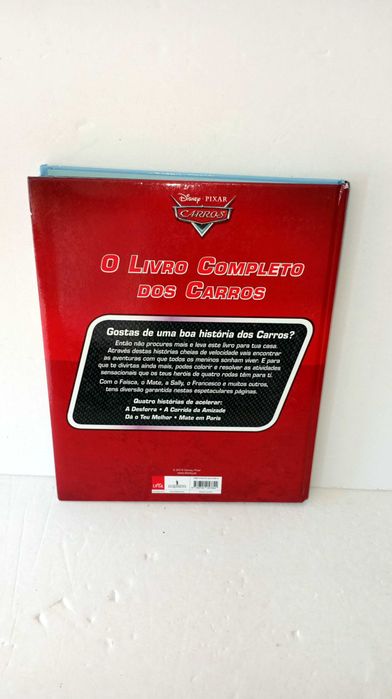 Disney PIXAR
CARROS
O LIVRO COMPLETO
DOS CARROS
Gostas de uma boa história dos Carros?
Então não procures mais e leva este livro para tua casa.
Através destas histórias cheias de velocidade vais encontrar
as aventuras com que todos os meninos sonham viver. E para
que te divirtas ainda mais, podes colorir e resolver as atividades
sensacionais que os teus heróis de quatro rodas têm para ti.
Com o Faísca, o Mate, a Sally, o Francesco e muitos outros,
tens diversão garantida nestas espetaculares páginas.
Quatro histórias de acelerar:
A Desforra • A Corrida da Amizade
Dá o Teu Melhor • Mate em Paris